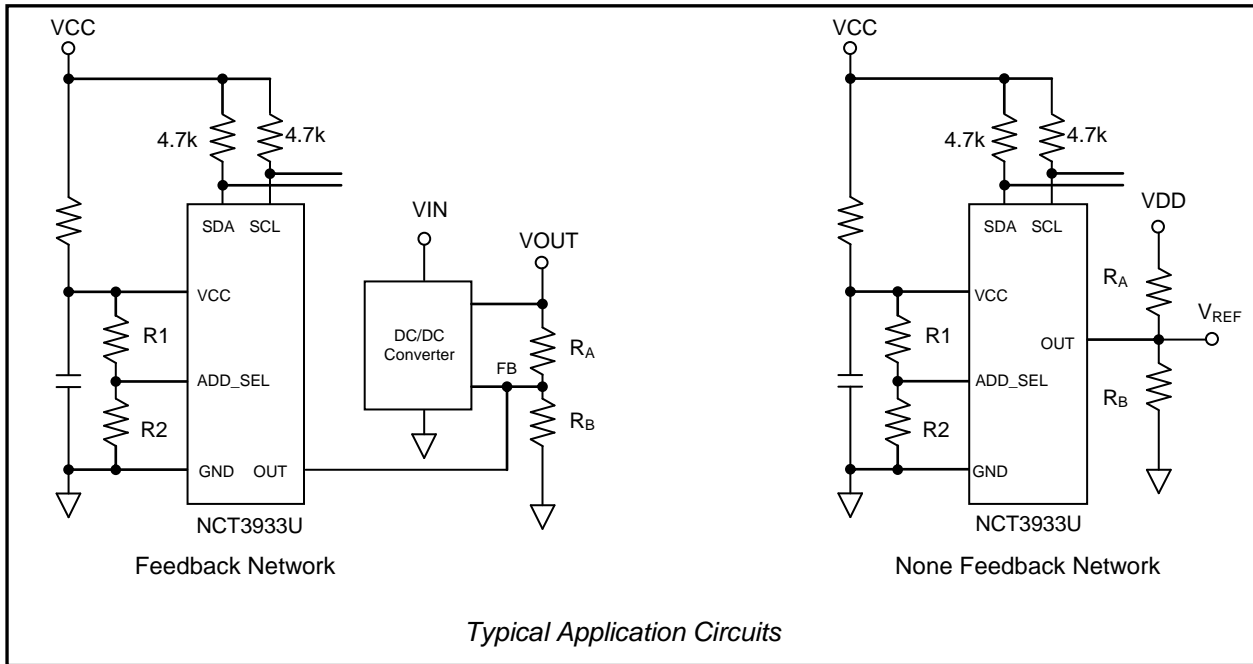 VCC
4.7k
4.7k
SDA
SCL
VCC
R1
ADD_SEL
R2
GND
OUT
NCT3933U
VIN
VOUT
DC/DC
Converter
FB
RA
RB
Feedback Network
VCC
4.7k
4.7k
SDA
SCL
VCC
R1
ADD_SEL
R2
GND
OUT
NCT3933U
VDD
RA
VREF
RB
None Feedback Network
Typical Application Circuits